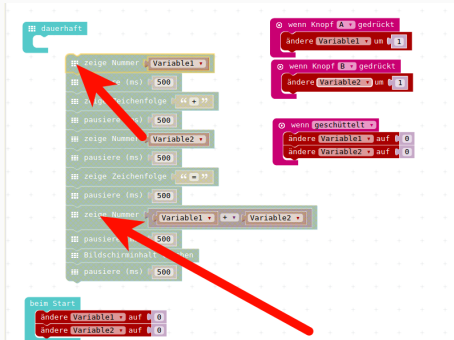 dauerhaft
zeige Nummer Variable1
pausiere (ms) 500
zeige Zeichenfolge " + "
pausiere (ms) 500
zeige Nummer Variable2
pausiere (ms) 500
zeige Zeichenfolge " = "
pausiere (ms) 500
zeige Nummer Variable1 + Variable2
500
Bildschirminhalt
pausiere (ms) 500
beim Start
ändere Variable1 auf 0
ändere Variable2 auf 0
wenn Knopf A gedrückt
ändere Variable1 um 1
wenn Knopf B gedrückt
ändere Variable2 um 1
wenn geschüttelt
ändere Variable1 auf 0
ändere Variable2 auf 0